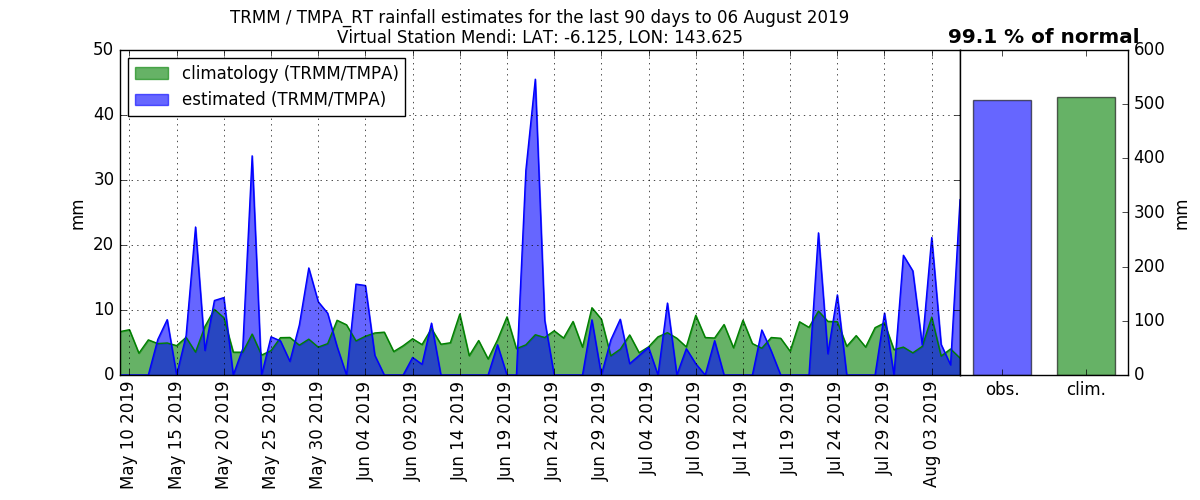 TRMM / TMPA_RT rainfall estimates for the last 90 days to 06 August 2019
Virtual Station Mendi: LAT: -6.125, LON: 143.625
99.1 % of normal
climatology (TRMM/TMPA)
estimated (TRMM/TMPA)
50
40
30
20
10
0
mm
600
500
400
300
200
100
0
mm
May 10 2019
May 15 2019
May 20 2019
May 25 2019
May 30 2019
Jun 04 2019
Jun 09 2019
Jun 14 2019
Jun 19 2019
Jun 24 2019
Jun 29 2019
Jul 04 2019
Jul 09 2019
Jul 14 2019
Jul 19 2019
Jul 24 2019
Jul 29 2019
Aug 03 2019
obs.
clim.